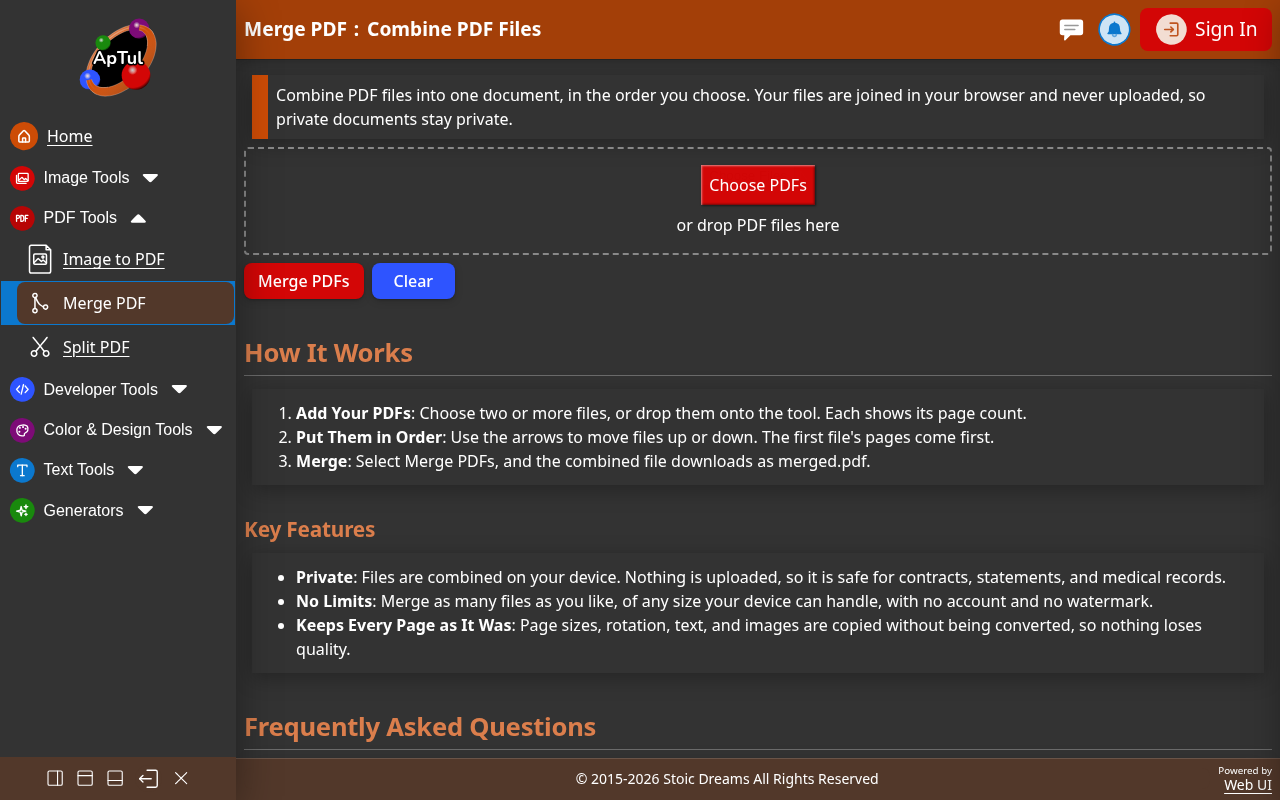 ApTul
Home
Image Tools
PDF
PDF Tools
Image to PDF
Merge PDF
Split PDF
Developer Tools
Color & Design Tools
Text Tools
Generators
Merge PDF : Combine PDF Files
Sign In
Combine PDF files into one document, in the order you choose. Your files are joined in your browser and never uploaded, so
private documents stay private.
Choose PDFs
or drop PDF files here
Merge PDFs
Clear
How It Works
1. Add Your PDFs: Choose two or more files, or drop them onto the tool. Each shows its page count.
2. Put Them in Order: Use the arrows to move files up or down. The first file's pages come first.
3. Merge: Select Merge PDFs, and the combined file downloads as merged.pdf.
Key Features
• Private: Files are combined on your device. Nothing is uploaded, so it is safe for contracts, statements, and medical records.
• No Limits: Merge as many files as you like, of any size your device can handle, with no account and no watermark.
• Keeps Every Page as It Was: Page sizes, rotation, text, and images are copied without being converted, so nothing loses
quality.
Frequently Asked Questions
© 2015-2026 Stoic Dreams All Rights Reserved
Powered by
Web UI